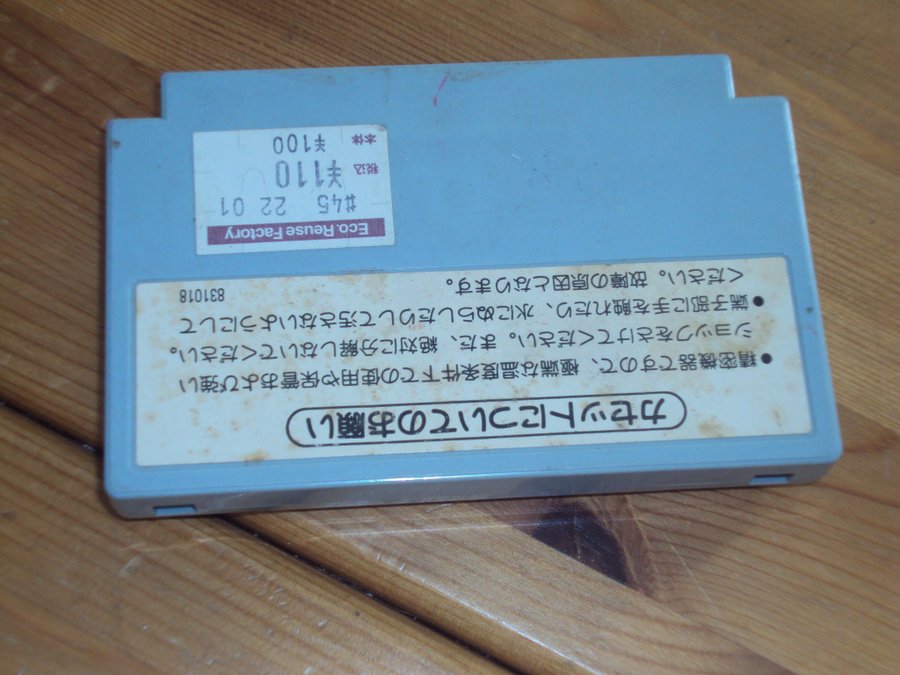 カセットについてのお願い
●精密機器ですので、極端な温度条件下での使用や保管および強い
ショックをさけてください。また、絶対に分解しないでください。
●端子部に手を触れたり、水にぬらしたりして汚さないようにして
ください。故障の原因となります。
831018
Eco.Reuse Factory
#45 22 01
税込 ¥110
本体 ¥100